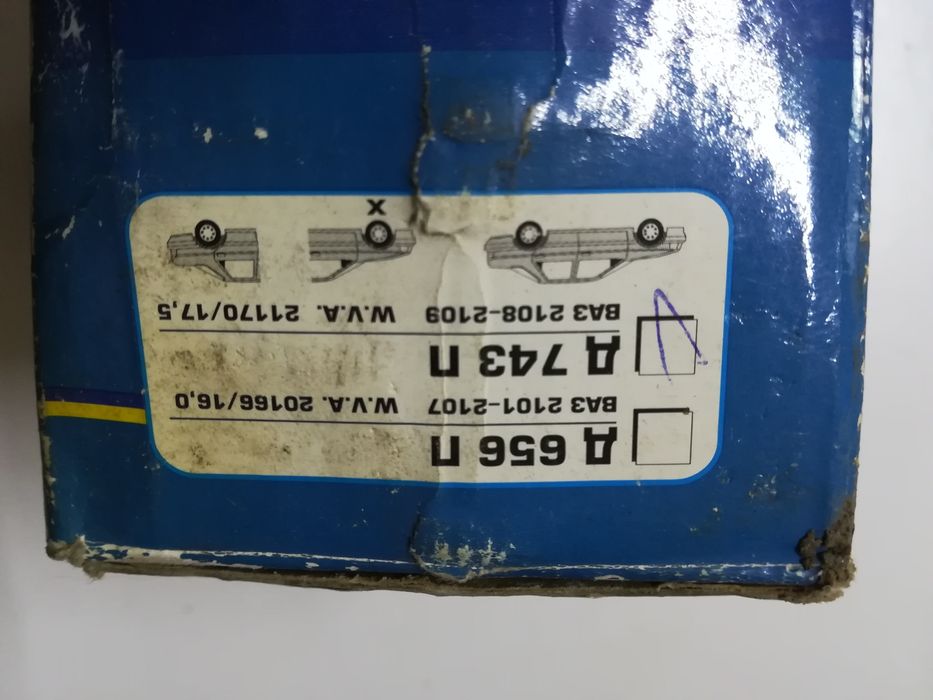 Д 656 П
ВАЗ 2101-2107 W.V.A. 20166/16,0
Д 743 П
ВАЗ 2108-2109 W.V.A. 21170/17,5
X